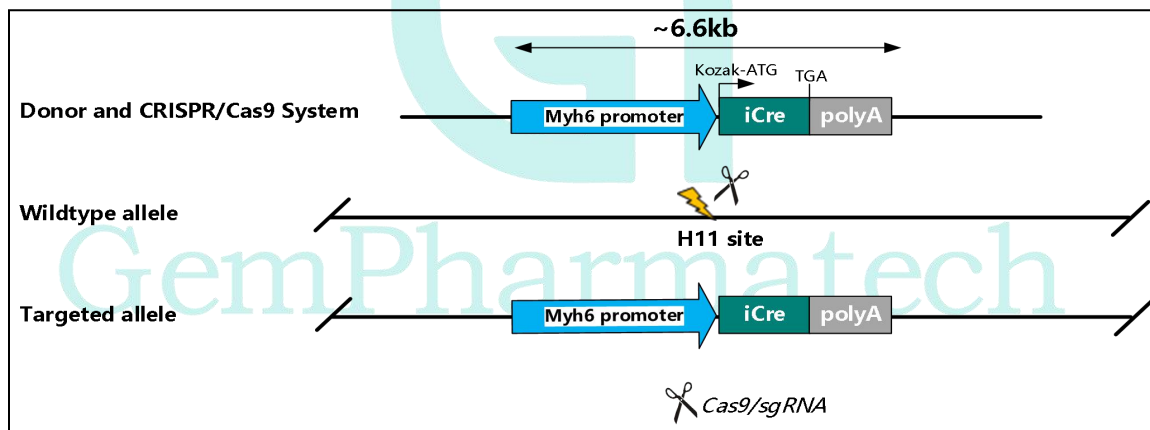 ~6.6kb
Kozak-ATG
TGA
Donor and CRISPR/Cas9 System
Myh6 promoter
iCre
polyA
Wildtype allele
H11 site
GemPharmatech
Targeted allele
Myh6 promoter
iCre
polyA
Cas9/sgRNA